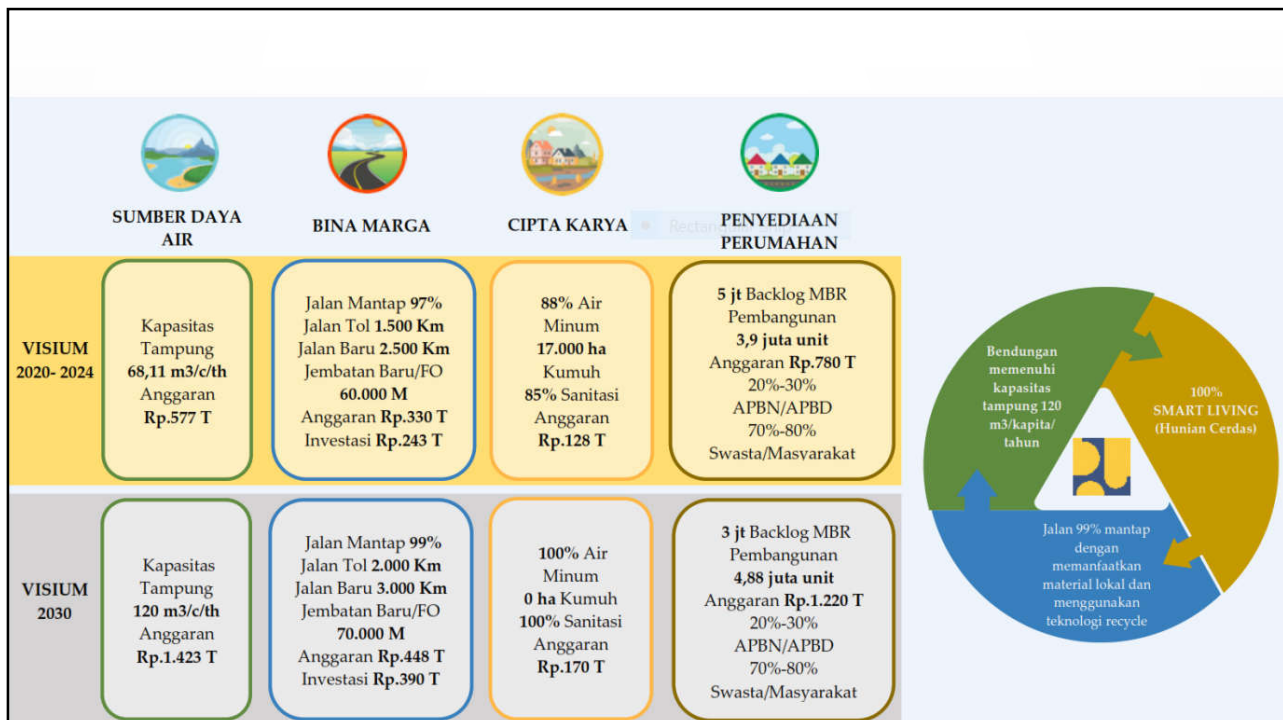 SUMBER DAYA
AIR
BINA MARGA
CIPTA KARYA
PENYEDIAAN
PERUMAHAN
VISIUM
2020- 2024
Kapasitas
Tampung
68,11 m3/c/th
Anggaran
Rp.577 T
Jalan Mantap 97%
Jalan Tol 1.500 Km
Jalan Baru 2.500 Km
Jembatan Baru/FO
60.000 M
Anggaran Rp.330 T
Investasi Rp.243 T
88% Air
Minum
17.000 ha
Kumuh
85% Sanitasi
Anggaran
Rp.128 T
5 jt Backlog MBR
Pembangunan
3,9 juta unit
Anggaran Rp.780 T
20%-30%
APBN/APBD
70%-80%
Swasta/Masyarakat
VISIUM
2030
Kapasitas
Tampung
120 m3/c/th
Anggaran
Rp.1.423 T
Jalan Mantap 99%
Jalan Tol 2.000 Km
Jalan Baru 3.000 Km
Jembatan Baru/FO
70.000 M
Anggaran Rp.448 T
Investasi Rp.390 T
100% Air
Minum
0 ha Kumuh
100% Sanitasi
Anggaran
Rp.170 T
3 jt Backlog MBR
Pembangunan
4,88 juta unit
Anggaran Rp.1.220 T
20%-30%
APBN/APBD
70%-80%
Swasta/Masyarakat
Bendungan
memenuhi
kapasitas
tampung 120
m3/kapita/
tahun
100%
SMART LIVING
(Hunian Cerdas)
Jalan 99% mantap
dengan
memanfaatkan
material lokal dan
menggunakan
teknologi recycle